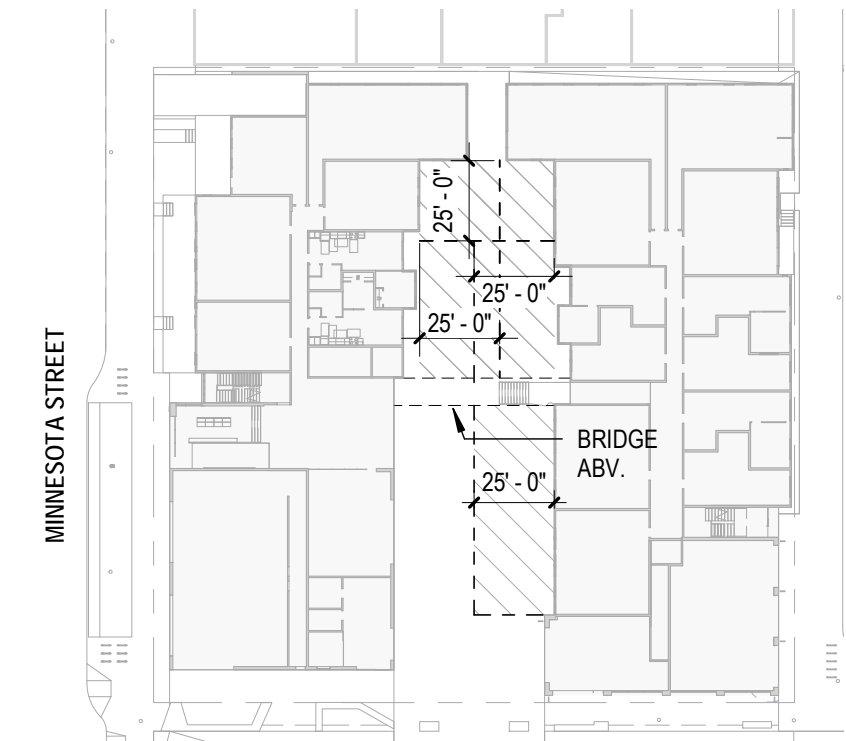 25' - 0"
25' - 0"
25' - 0"
MINNESOTA STREET
BRIDGE
ABV.
25' - 0"